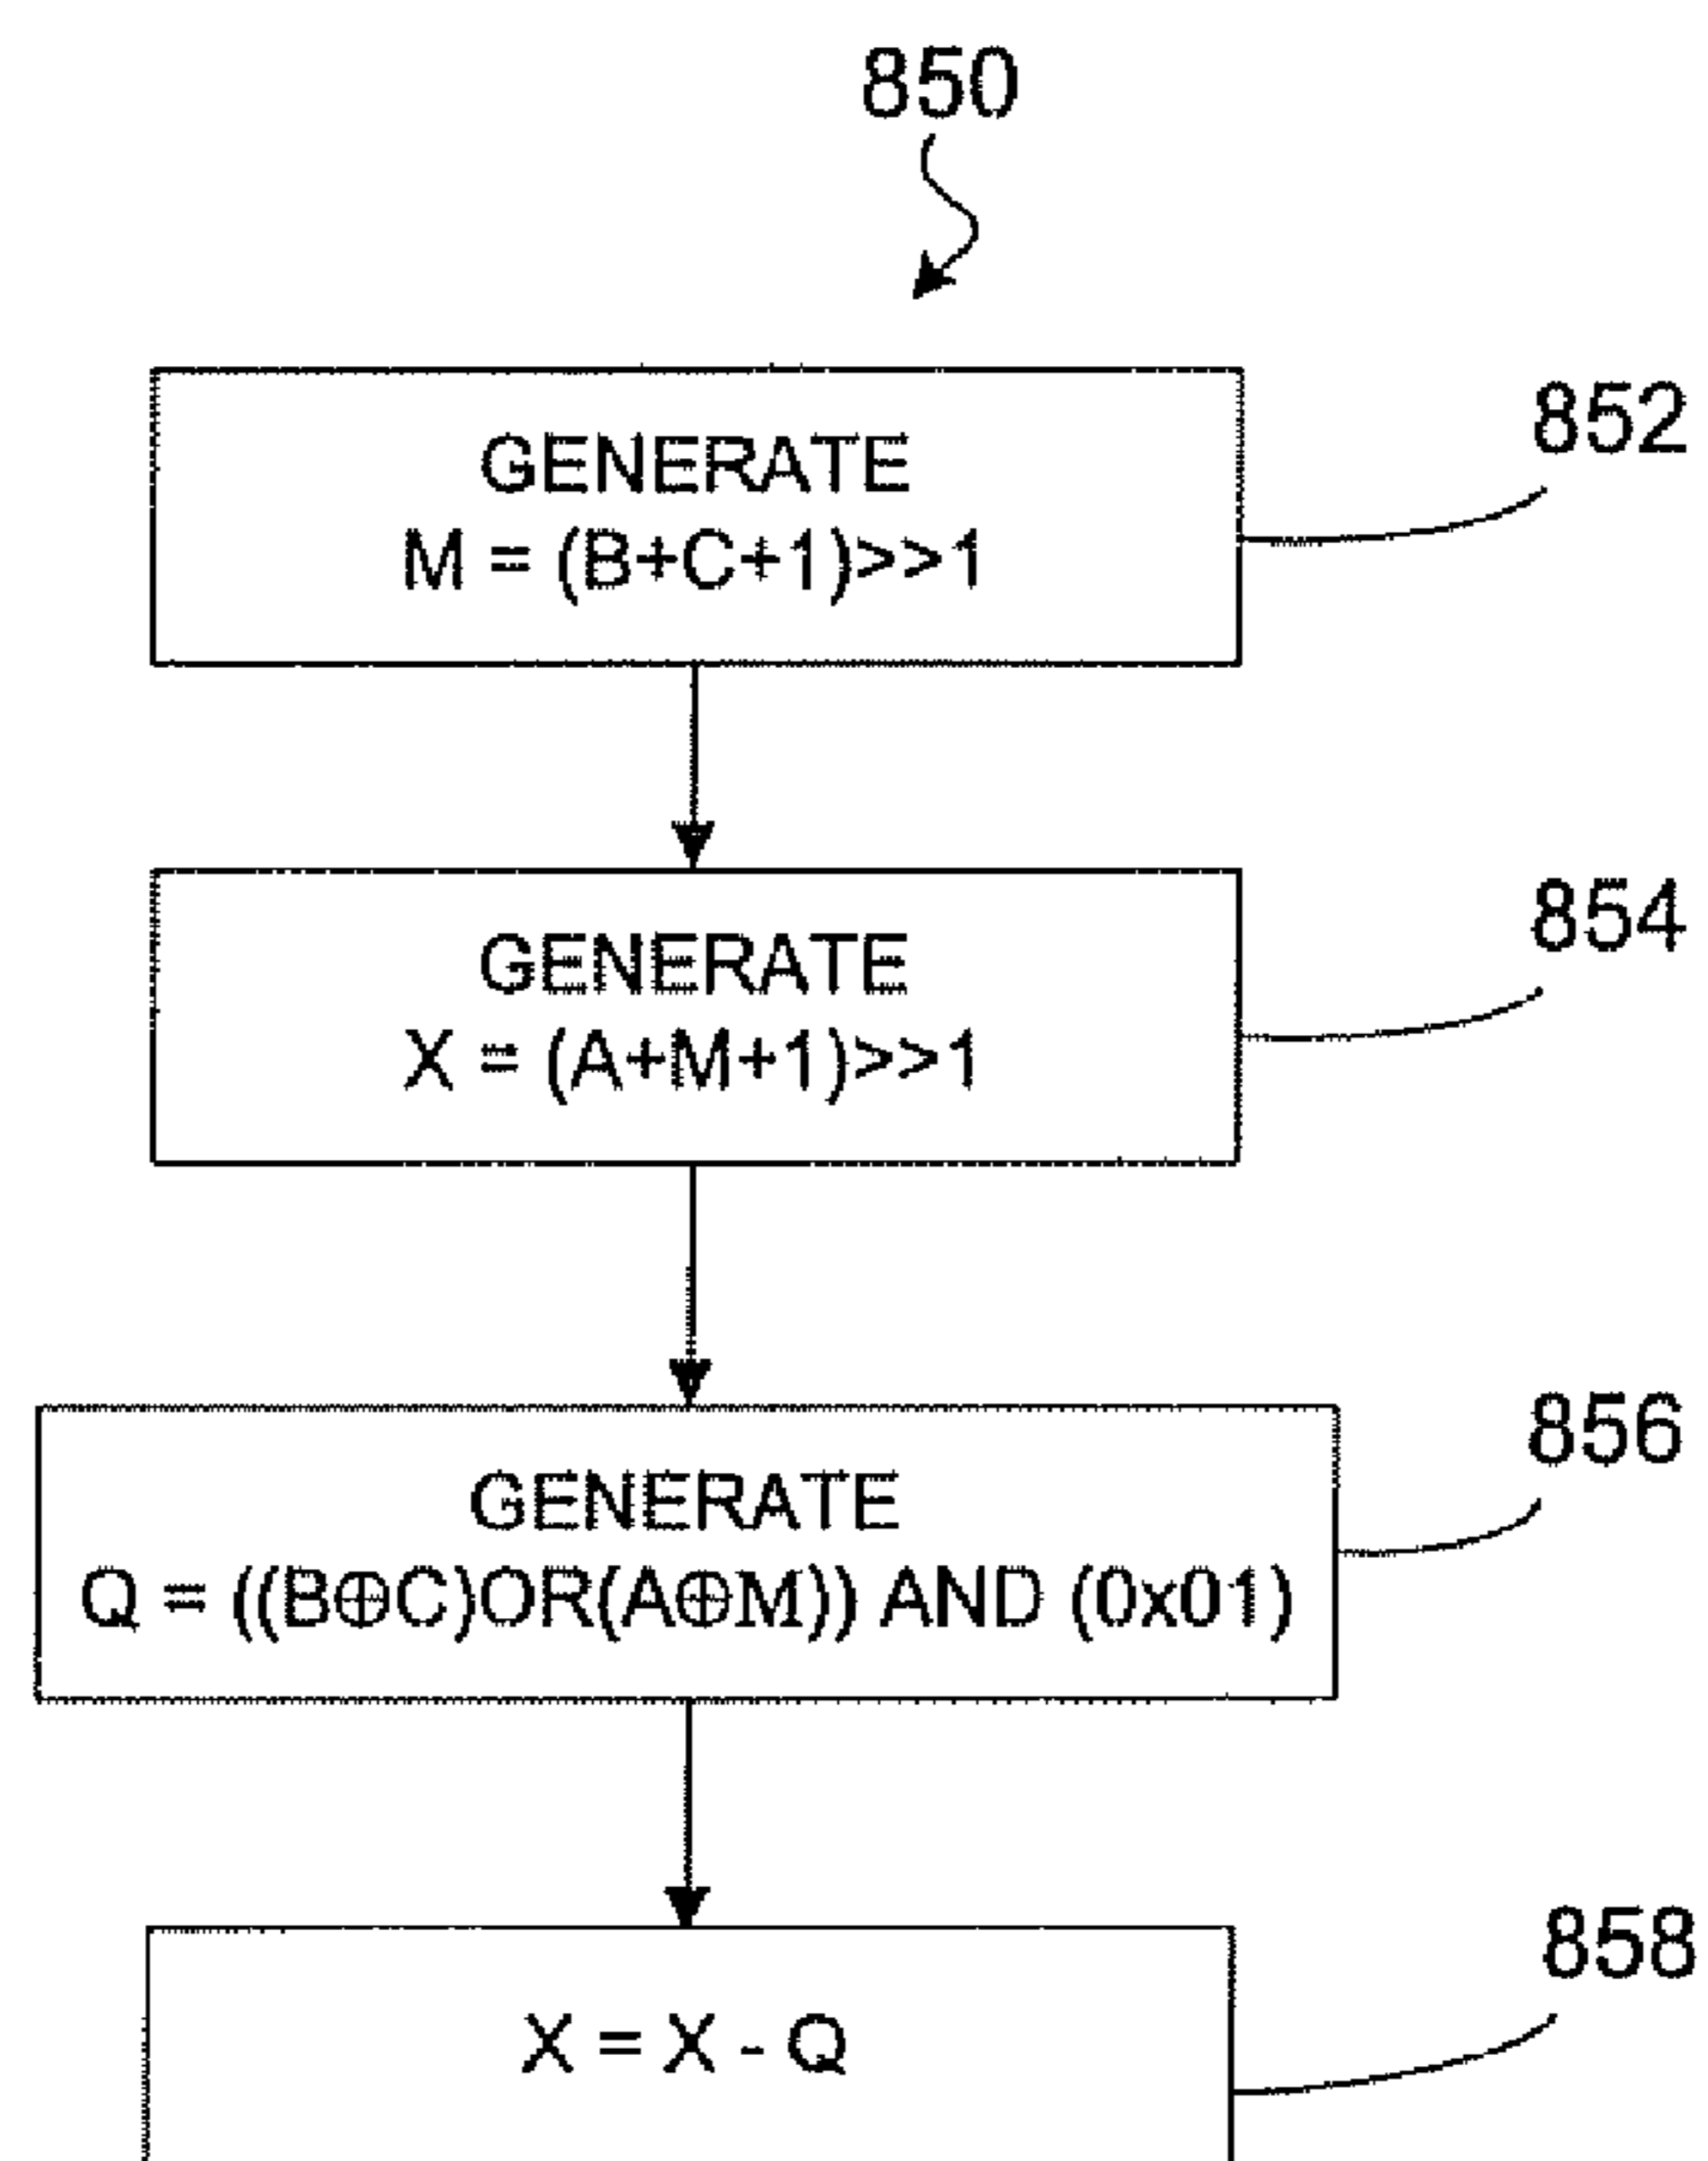 850
GENERATE
M = (B+C+1)>>1
852
GENERATE
X = (A+M+1)>>1
854
GENERATE
Q = ((B⊕C)OR(A⊕M)) AND (0x01)
856
X = X - Q
858